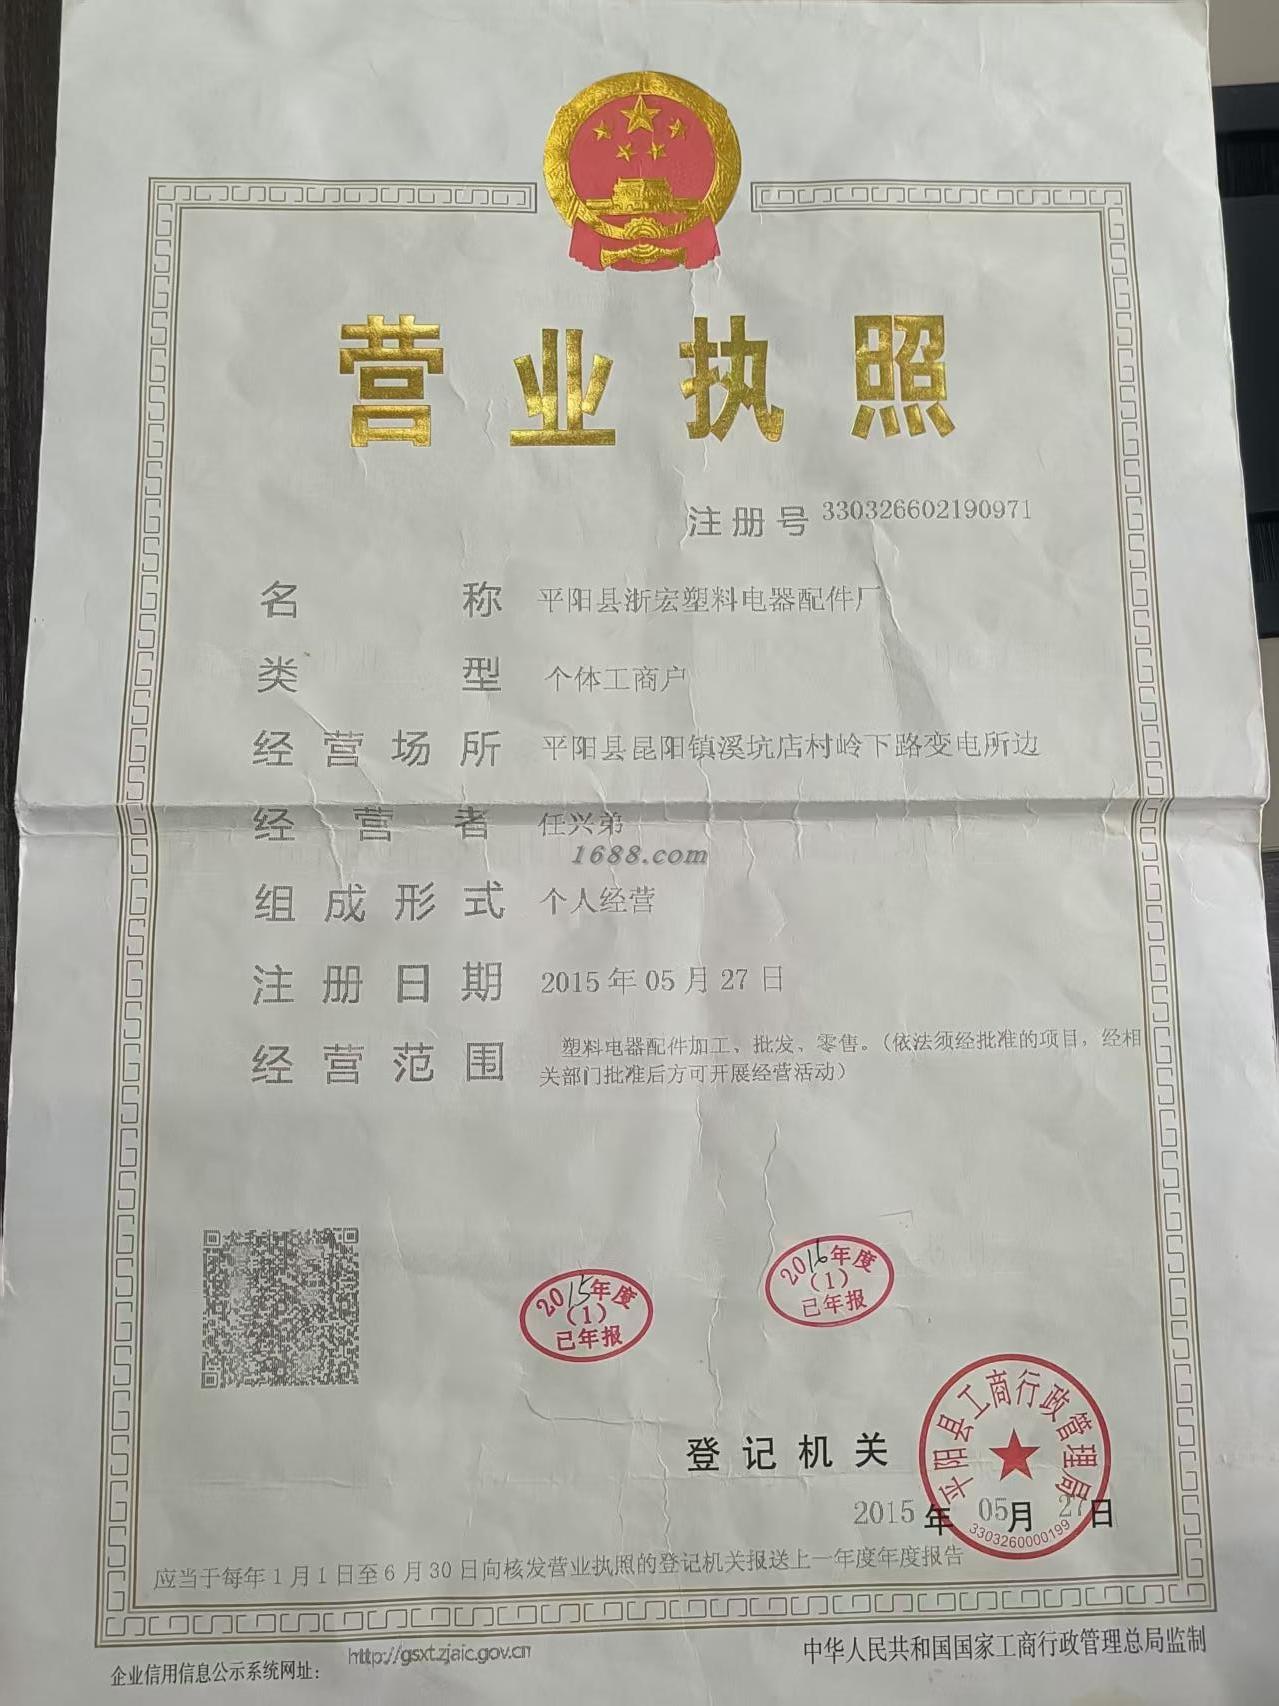 营业执照
注册号 330326602190971
名称 平阳县浙宏塑料电器配件厂
类型 个体工商户
经营场所 平阳县昆阳镇溪坑店村岭下路变电所边
经营者 任兴弟
1688.com
组成形式 个人经营
注册日期 2015年05月27日
经营范围 塑料电器配件加工、批发、零售。(依法须经批准的项目,经相
关部门批准后方可开展经营活动)
2016年度
(1)
已年报
2015年度
(1)
已年报
平阳县工商行政管理局
登记机关
2015年05月27日
3303260000199
应当于每年1月1日至6月30日向核发营业执照的登记机关报送上一年度年度报告
企业信用信息公示系统网址: http://gsxt.zjaic.gov.cn
中华人民共和国国家工商行政管理总局监制